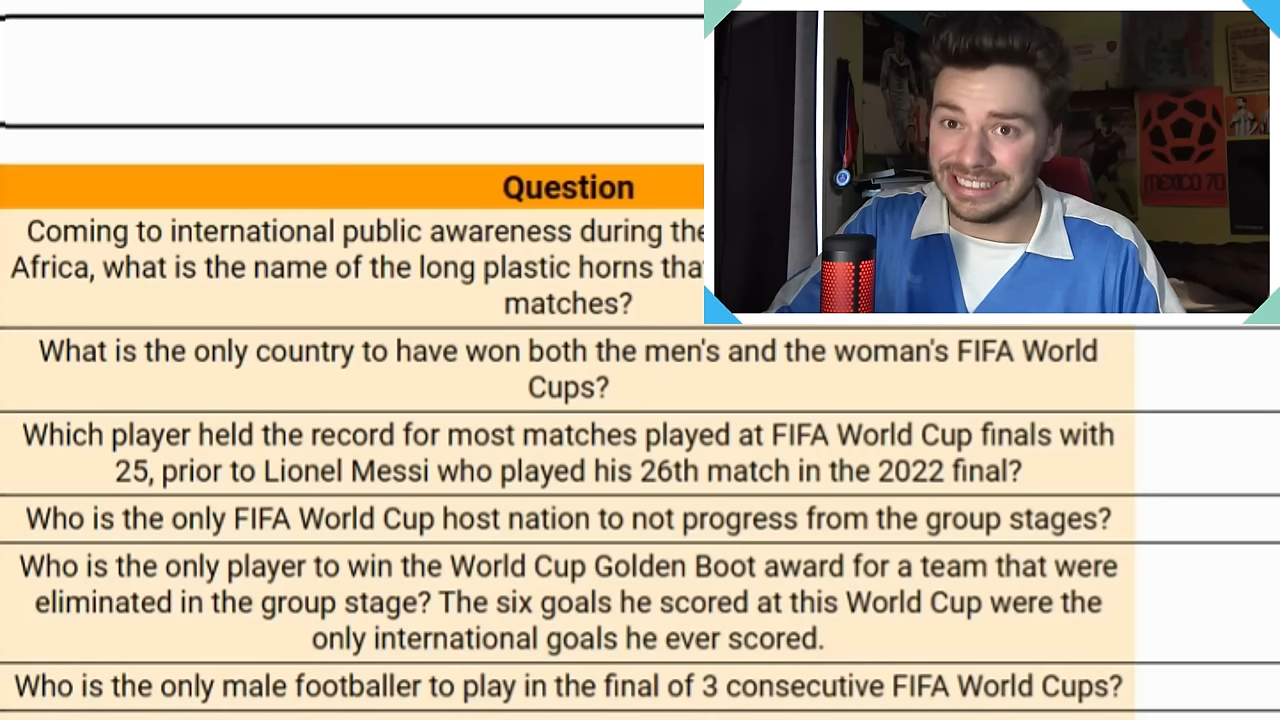 Question
Coming to international public awareness during the
Africa, what is the name of the long plastic horns tha
matches?
What is the only country to have won both the men's and the woman's FIFA World
Cups?
Which player held the record for most matches played at FIFA World Cup finals with
25, prior to Lionel Messi who played his 26th match in the 2022 final?
Who is the only FIFA World Cup host nation to not progress from the group stages?
Who is the only player to win the World Cup Golden Boot award for a team that were
eliminated in the group stage? The six goals he scored at this World Cup were the
only international goals he ever scored.
Who is the only male footballer to play in the final of 3 consecutive FIFA World Cups?
MEXICO 70